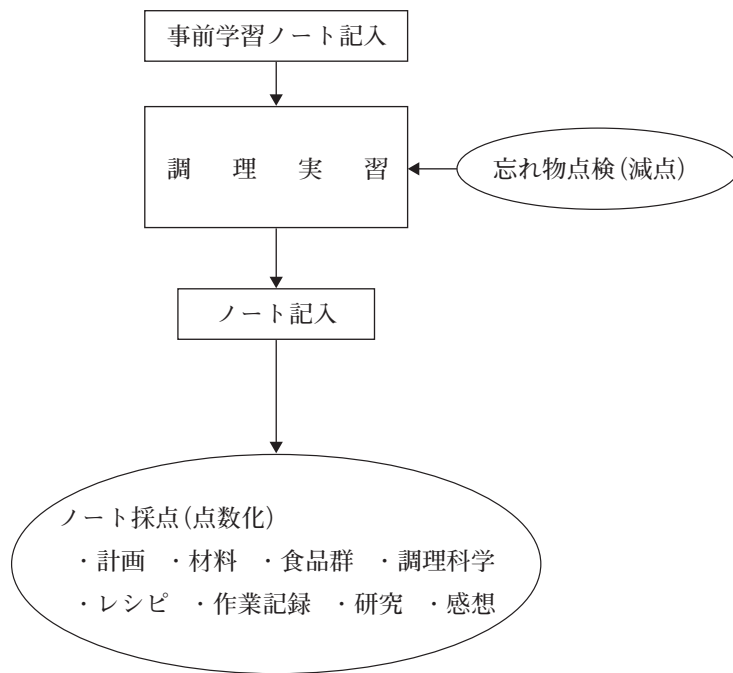 事前学習ノート記入
調理実習
忘れ物点検(減点)
ノート記入
ノート採点(点数化)
・計画 ・材料 ・食品群 ・調理科学
・レシピ ・作業記録 ・研究 ・感想